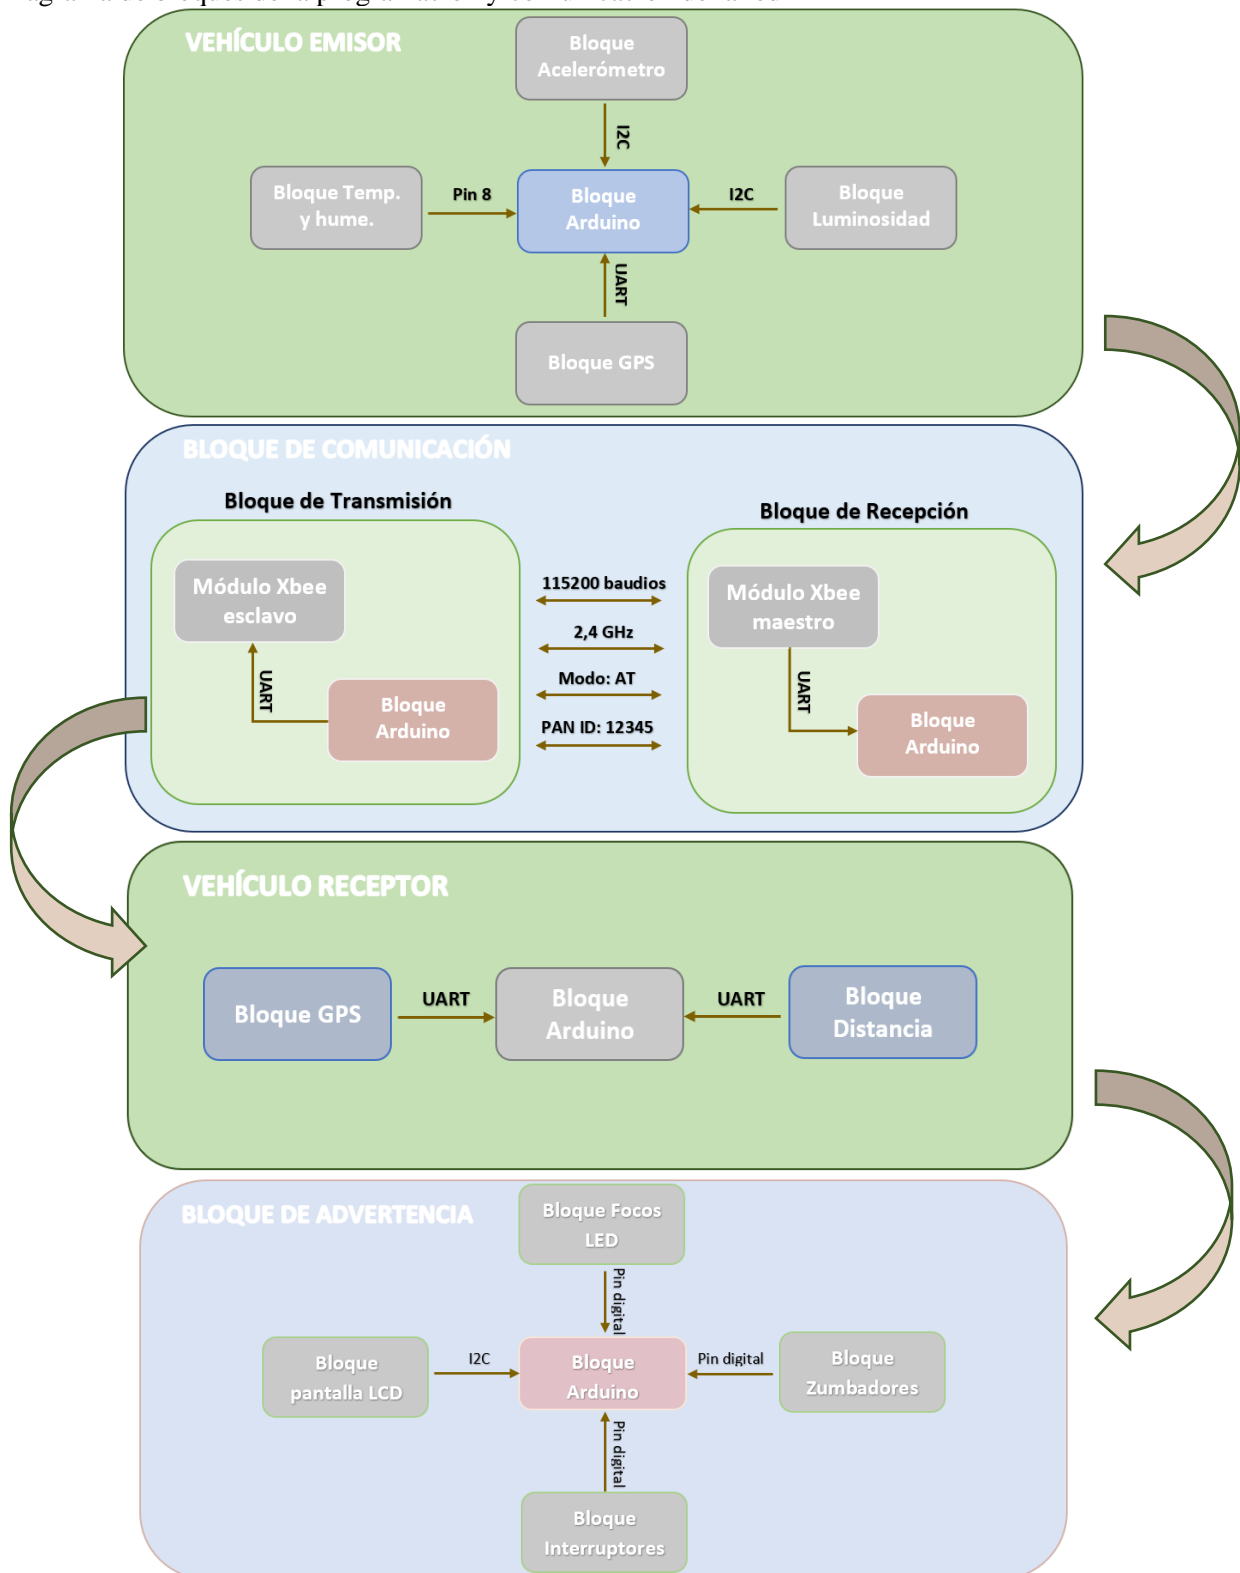 VEHÍCULO EMISOR
Bloque
Acelerómetro
I2C
Bloque Temp.
y hume.
Pin 8
Bloque
Arduino
I2C
Bloque
Luminosidad
UART
Bloque GPS
BLOQUE DE COMUNICACIÓN
Bloque de Transmisión
Bloque de Recepción
Módulo Xbee
esclavo
UART
Bloque
Arduino
115200 baudios
2,4 GHz
Modo: AT
PAN ID: 12345
Módulo Xbee
maestro
UART
Bloque
Arduino
VEHÍCULO RECEPTOR
Bloque GPS
UART
Bloque
Arduino
UART
Bloque
Distancia
BLOQUE DE ADVERTENCIA
Bloque Focos
LED
Pin digital
Bloque
pantalla LCD
I2C
Bloque
Arduino
Pin digital
Bloque
Zumbadores
Pin digital
Bloque
Interruptores